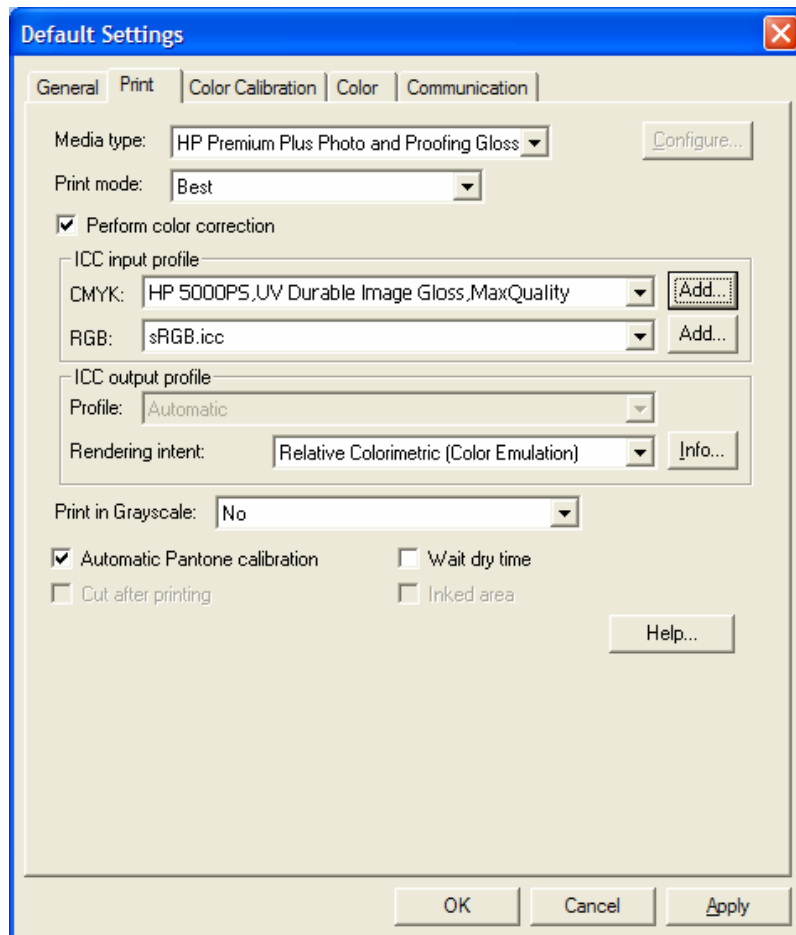 Default Settings
General Print Color Calibration Color Communication
Media type: HP Premium Plus Photo and Proofing Gloss Configure...
Print mode: Best
Perform color correction
ICC input profile
CMYK: HP 5000PS,UV Durable Image Gloss,MaxQuality Add...
RGB: sRGB.icc Add...
ICC output profile
Profile: Automatic
Rendering intent: Relative Colorimetric (Color Emulation) Info...
Print in Grayscale: No
Automatic Pantone calibration Wait dry time
Cut after printing Inked area
Help...
OK Cancel Apply